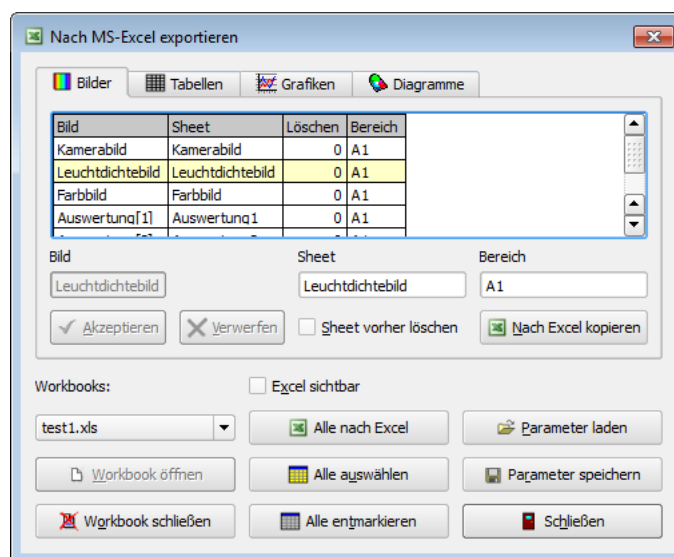 Nach MS-Excel exportieren
Bilder Tabellen Grafiken Diagramme
Bild Sheet Löschen Bereich
Kamerabild Kamerabild 0 A1
Leuchtdichtebild Leuchtdichtebild 0 A1
Farbbild Farbbild 0 A1
Auswertung[1] Auswertung1 0 A1
Bild Sheet Bereich
Leuchtdichtebild Leuchtdichtebild A1
Akzeptieren Verwerfen Sheet vorher löschen Nach Excel kopieren
Workbooks: Excel sichtbar
test1.xls Alle nach Excel Parameter laden
Workbook öffnen Alle auswählen Parameter speichern
Workbook schließen Alle entmarkieren Schließen